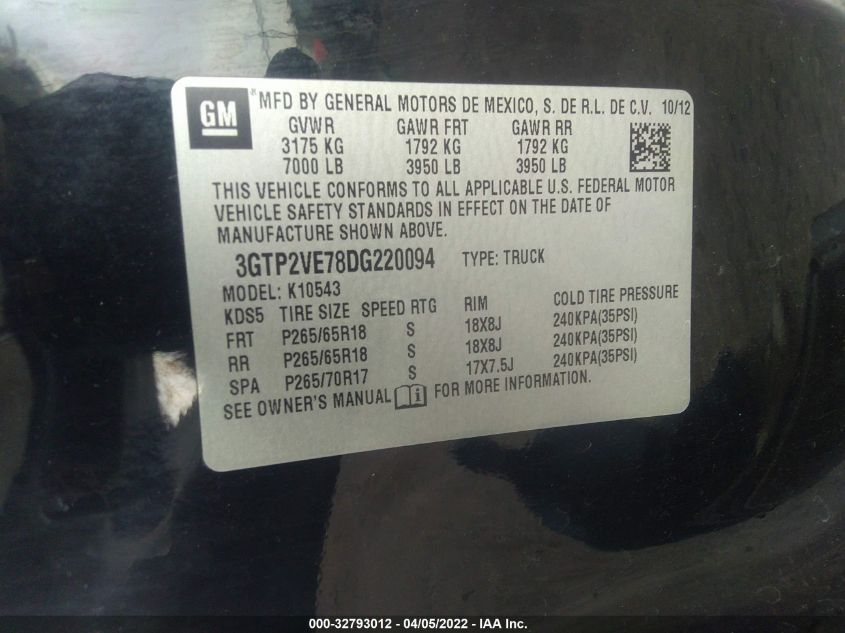 GM ® MFD BY GENERAL MOTORS DE MEXICO, S. DE R.L. DE C.V. 10/12
GVWR GAWR FRT GAWR RR
3175 KG 1792 KG 1792 KG
7000 LB 3950 LB 3950 LB
THIS VEHICLE CONFORMS TO ALL APPLICABLE U.S. FEDERAL MOTOR
VEHICLE SAFETY STANDARDS IN EFFECT ON THE DATE OF
MANUFACTURE SHOWN ABOVE.
3GTP2VE78DG220094 TYPE: TRUCK
MODEL: K10543
KDS5 TIRE SIZE SPEED RTG RIM COLD TIRE PRESSURE
FRT P265/65R18 S 18X8J 240KPA(35PSI)
RR P265/65R18 S 18X8J 240KPA(35PSI)
SPA P265/70R17 S 17X7.5J 240KPA(35PSI)
SEE OWNER'S MANUAL FOR MORE INFORMATION.
000-32793012 - 04/05/2022 - IAA Inc.